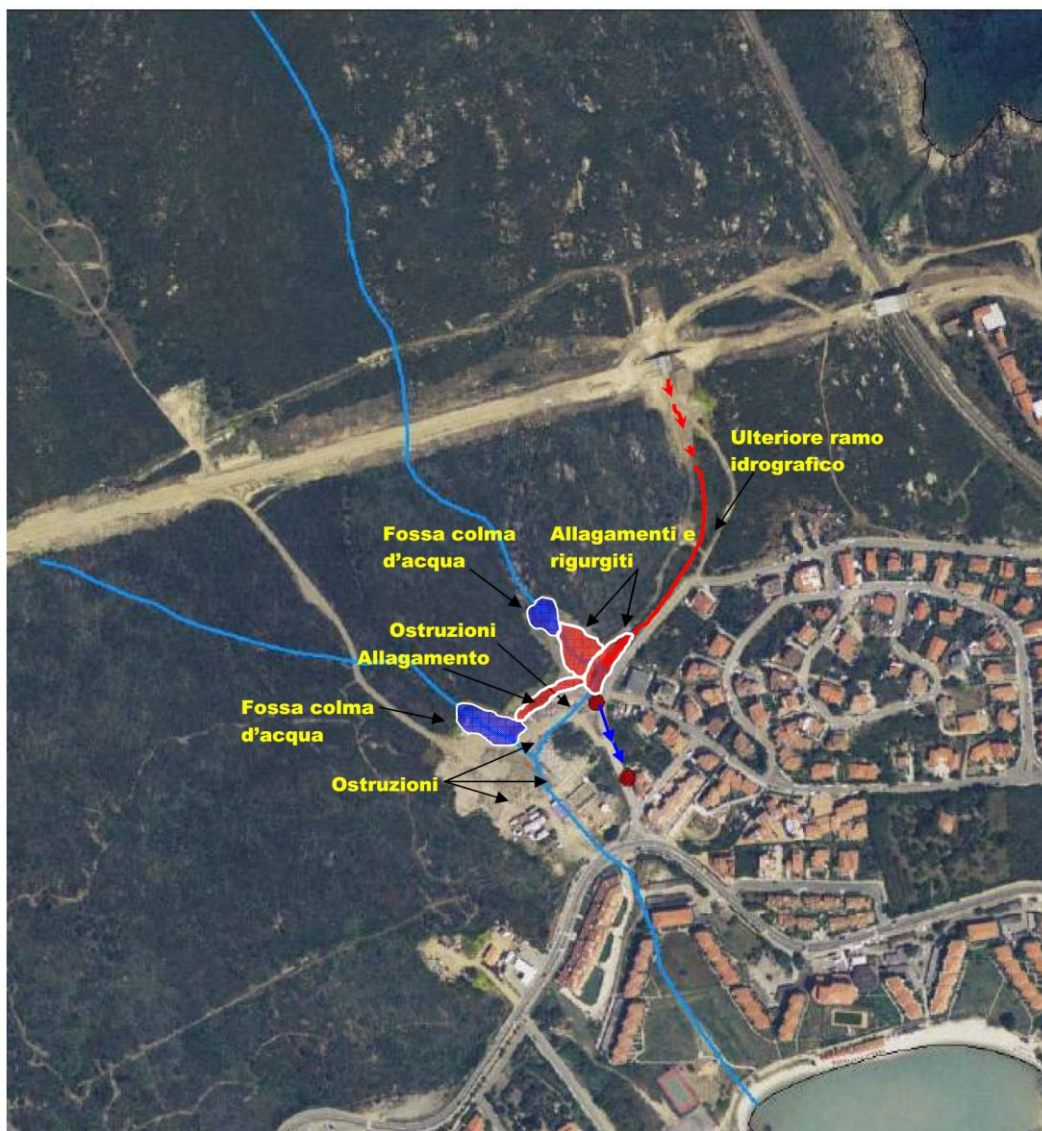 Ulteriore ramo
idrografico
Fossa colma
d'acqua
Allagamenti e
rigurgiti
Ostruzioni
Allagamento
Fossa colma
d'acqua
Ostruzioni